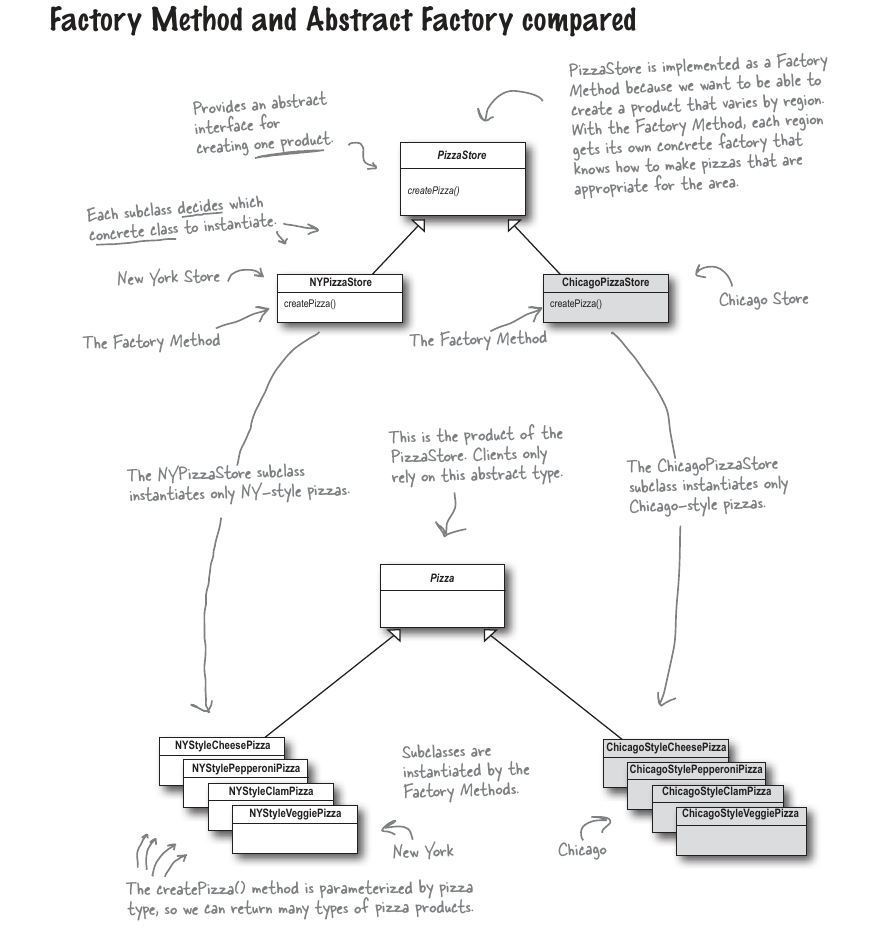 Factory Method and Abstract Factory compared
PizzaStore is implemented as a Factory
Method because we want to be able to
create a product that varies by region.
With the Factory Method, each region
gets its own concrete factory that
knows how to make pizzas that are
appropriate for the area.
Provides an abstract
interface for
creating one product.
PizzaStore
createPizza()
Each subclass decides which
concrete class to instantiate.
New York Store
NYPizzaStore
createPizza()
The Factory Method
ChicagoPizzaStore
createPizza()
Chicago Store
The Factory Method
The NYPizzaStore subclass
instantiates only NY-style pizzas.
This is the product of the
PizzaStore. Clients only
rely on this abstract type.
The ChicagoPizzaStore
subclass instantiates only
Chicago-style pizzas.
Pizza
NYStyleCheesePizza
NYStylePepperoniPizza
NYStyleClamPizza
NYStyleVeggiePizza
Subclasses are
instantiated by the
Factory Methods.
ChicagoStyleCheesePizza
ChicagoStylePepperoniPizza
ChicagoStyleClamPizza
ChicagoStyleVeggiePizza
New York
Chicago
The createPizza() method is parameterized by pizza
type, so we can return many types of pizza products.